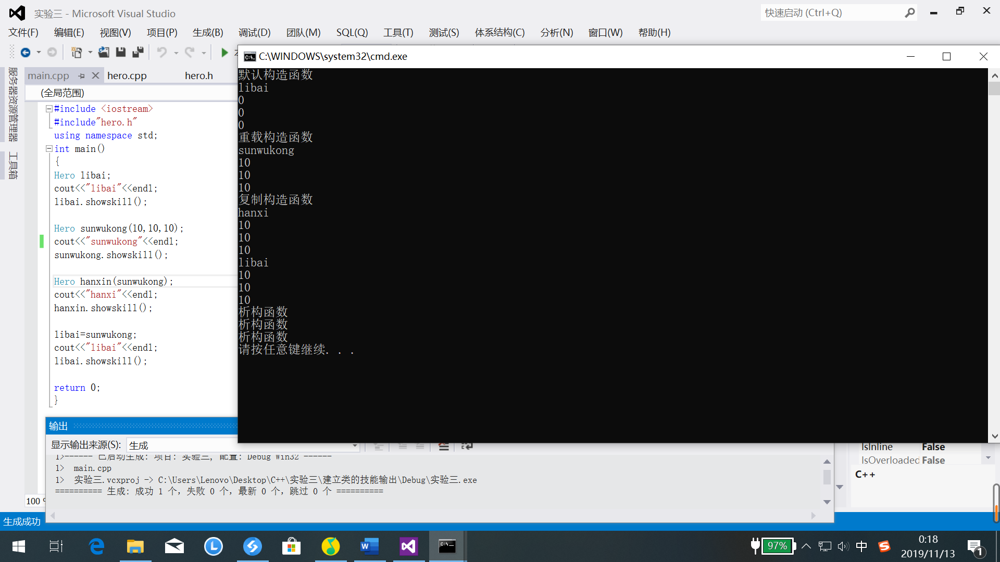 实验三 - Microsoft Visual Studio
快速启动 (Ctrl+Q)
文件(F) 编辑(E) 视图(V) 项目(P) 生成(B) 调试(D) 团队(M) SQL(Q) 工具(T) 测试(S) 体系结构(C) 分析(N) 窗口(W) 帮助(H)
服务器资源管理器
工具箱
main.cpp hero.cpp hero.h
(全局范围)
#include <iostream>
#include"hero.h"
using namespace std;
int main()
{
Hero libai;
cout<<"libai"<<endl;
libai.showskill();
Hero sunwukong(10,10,10);
cout<<"sunwukong"<<endl;
sunwukong.showskill();
Hero hanxin(sunwukong);
cout<<"hanxi"<<endl;
hanxin.showskill();
libai=sunwukong;
cout<<"libai"<<endl;
libai.showskill();
return 0;
}
C:\WINDOWS\system32\cmd.exe
默认构造函数
libai
0
0
0
重载构造函数
sunwukong
10
10
10
复制构造函数
hanxi
10
10
10
libai
10
10
10
析构函数
析构函数
析构函数
请按任意键继续. . .
输出
显示输出来源(S): 生成
1>------ 已启动生成: 项目: 实验三, 配置: Debug Win32 ------
1> main.cpp
1> 实验三.vcxproj -> C:\Users\Lenovo\Desktop\C++\实验三\建立类的技能输出\Debug\实验三.exe
========== 生成: 成功 1 个，失败 0 个，最新 0 个，跳过 0 个 ==========
IsInline False
IsOverloaded False
C++
100 %
生成成功
97%
中
0:18
2019/11/13
1